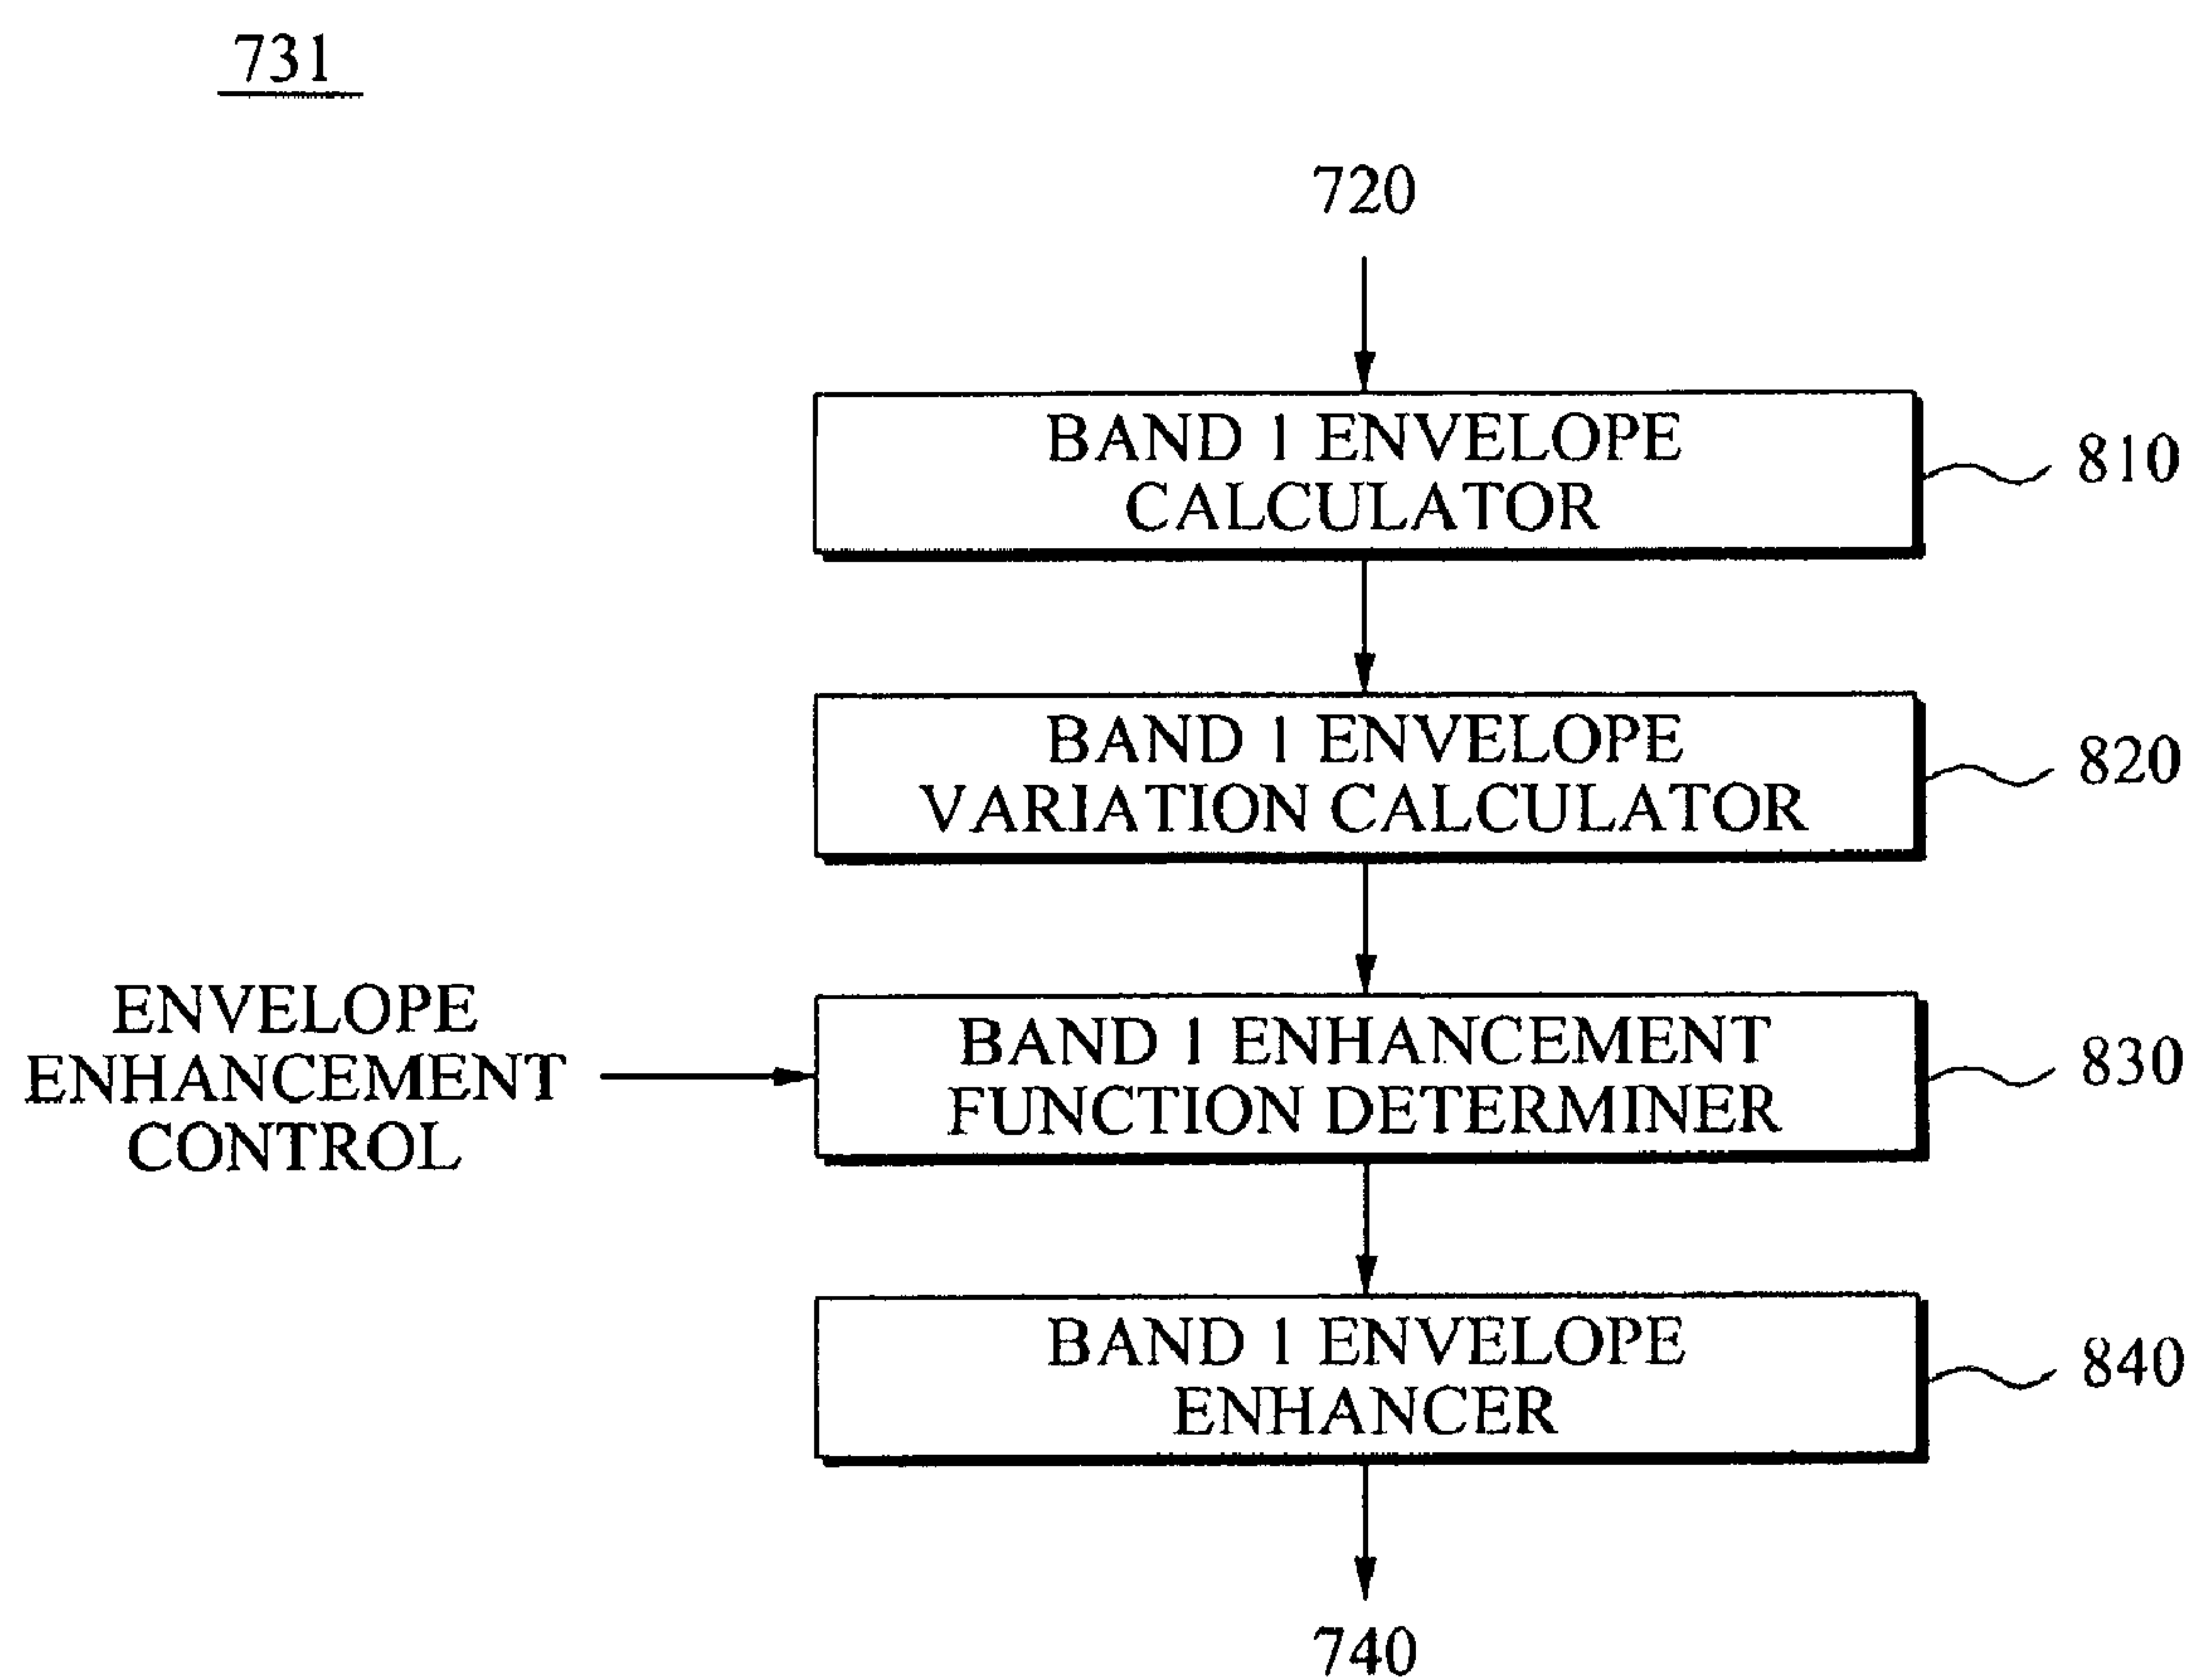 731
720
BAND 1 ENVELOPE
CALCULATOR
810
BAND 1 ENVELOPE
VARIATION CALCULATOR
820
ENVELOPE
ENHANCEMENT
CONTROL
BAND 1 ENHANCEMENT
FUNCTION DETERMINER
830
BAND 1 ENVELOPE
ENHANCER
840
740